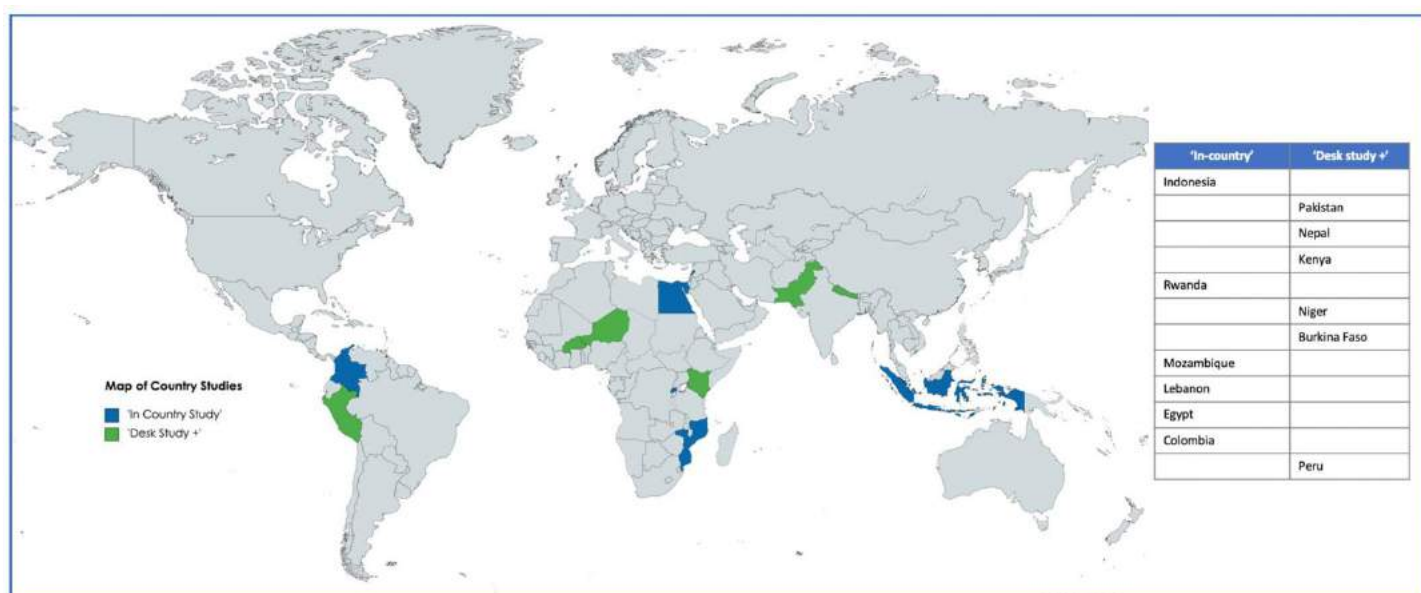 Map of Country Studies
'In Country Study'
'Desk Study +'
'In-country' 'Desk study +'
Indonesia
Pakistan
Nepal
Kenya
Rwanda
Niger
Burkina Faso
Mozambique
Lebanon
Egypt
Colombia
Peru